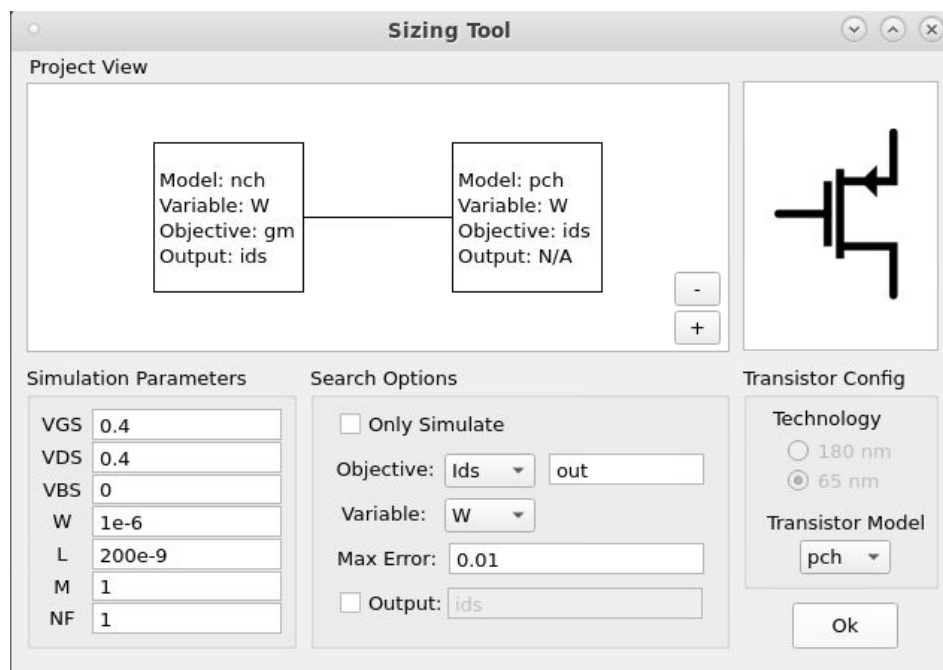 Sizing Tool
Project View
Model: nch
Variable: W
Objective: gm
Output: ids
Model: pch
Variable: W
Objective: ids
Output: N/A
-
+
Simulation Parameters
VGS 0.4
VDS 0.4
VBS 0
W 1e-6
L 200e-9
M 1
NF 1
Search Options
Only Simulate
Objective: Ids out
Variable: W
Max Error: 0.01
Output: ids
Transistor Config
Technology
180 nm
65 nm
Transistor Model
pch
Ok